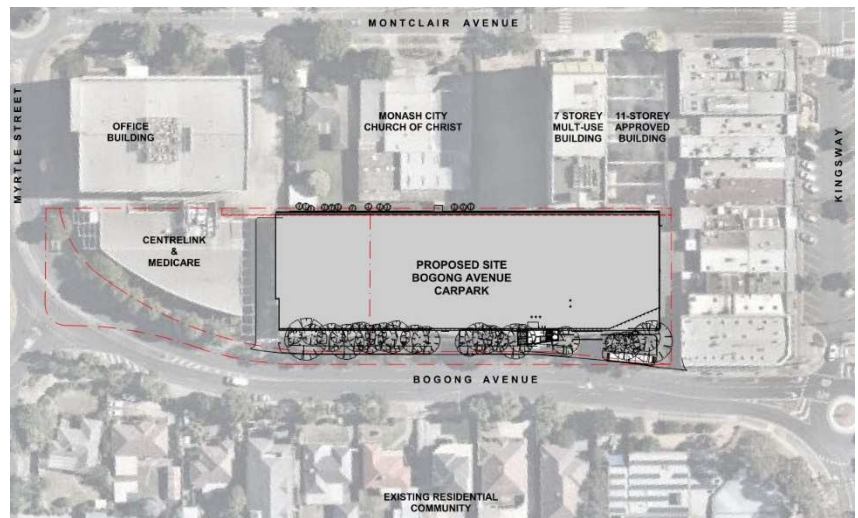 MONTCLAIR AVENUE
MYRTLE STREET
OFFICE
BUILDING
MONASH CITY
CHURCH OF CHRIST
7 STOREY
MULT-USE
BUILDING
11-STOREY
APPROVED
BUILDING
KINGSWAY
CENTRELINK
&
MEDICARE
PROPOSED SITE
BOGONG AVENUE
CARPARK
BOGONG AVENUE
EXISTING RESIDENTIAL
COMMUNITY